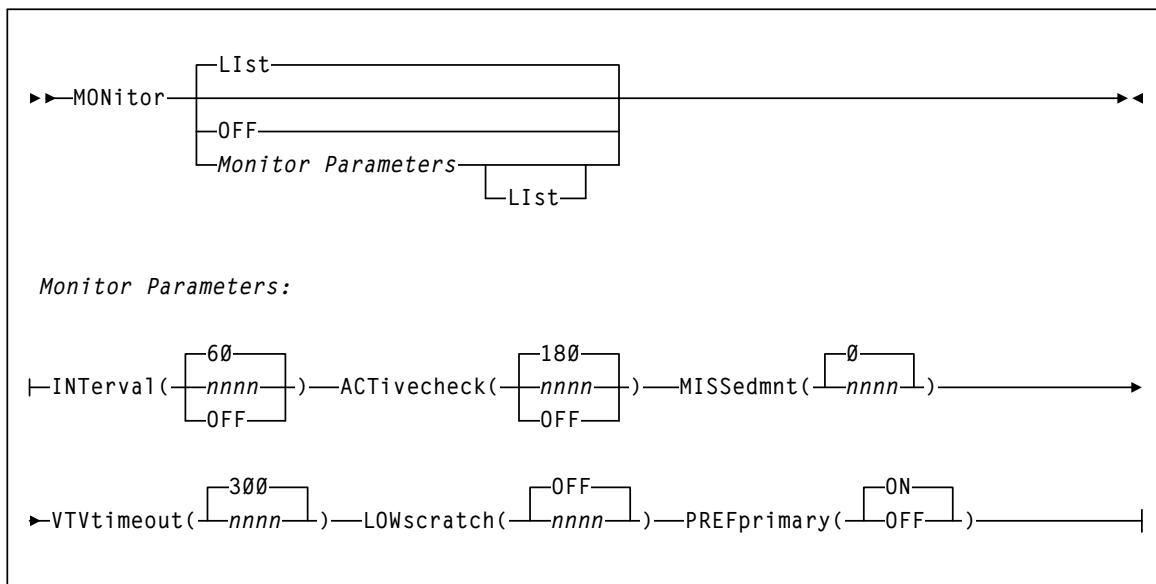 LIst
MONitor
OFF
Monitor Parameters
LIst
Monitor Parameters:
60 180 0
INTerval( nnnn ) ACTivecheck( nnnn ) MISSedmnt( nnnn )
OFF OFF
300 OFF ON
VTVtimeout( nnnn ) LOWscratch( nnnn ) PREFprimary( OFF )